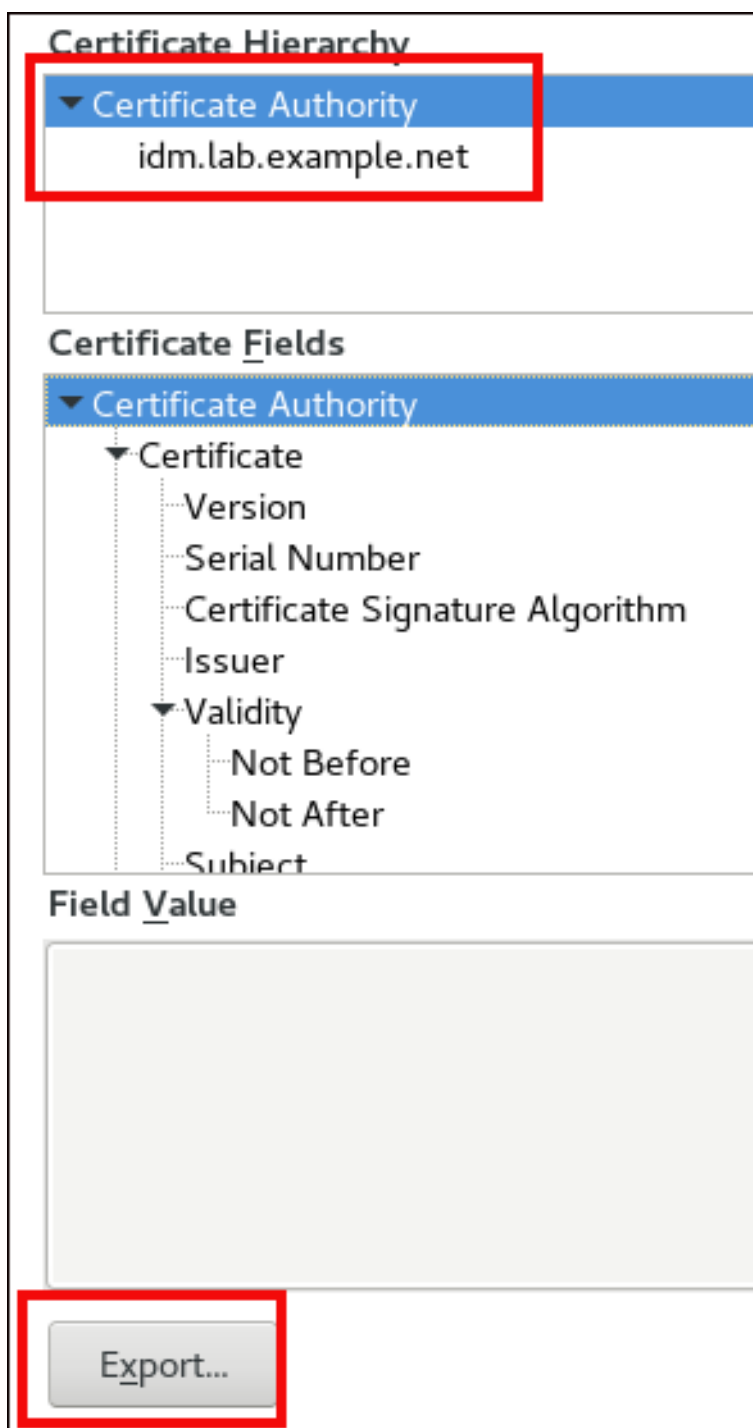 Certificate Hierarchy
Certificate Authority
idm.lab.example.net
Certificate Fields
Certificate Authority
Certificate
Version
Serial Number
Certificate Signature Algorithm
Issuer
Validity
Not Before
Not After
Subject
Field Value
Export...